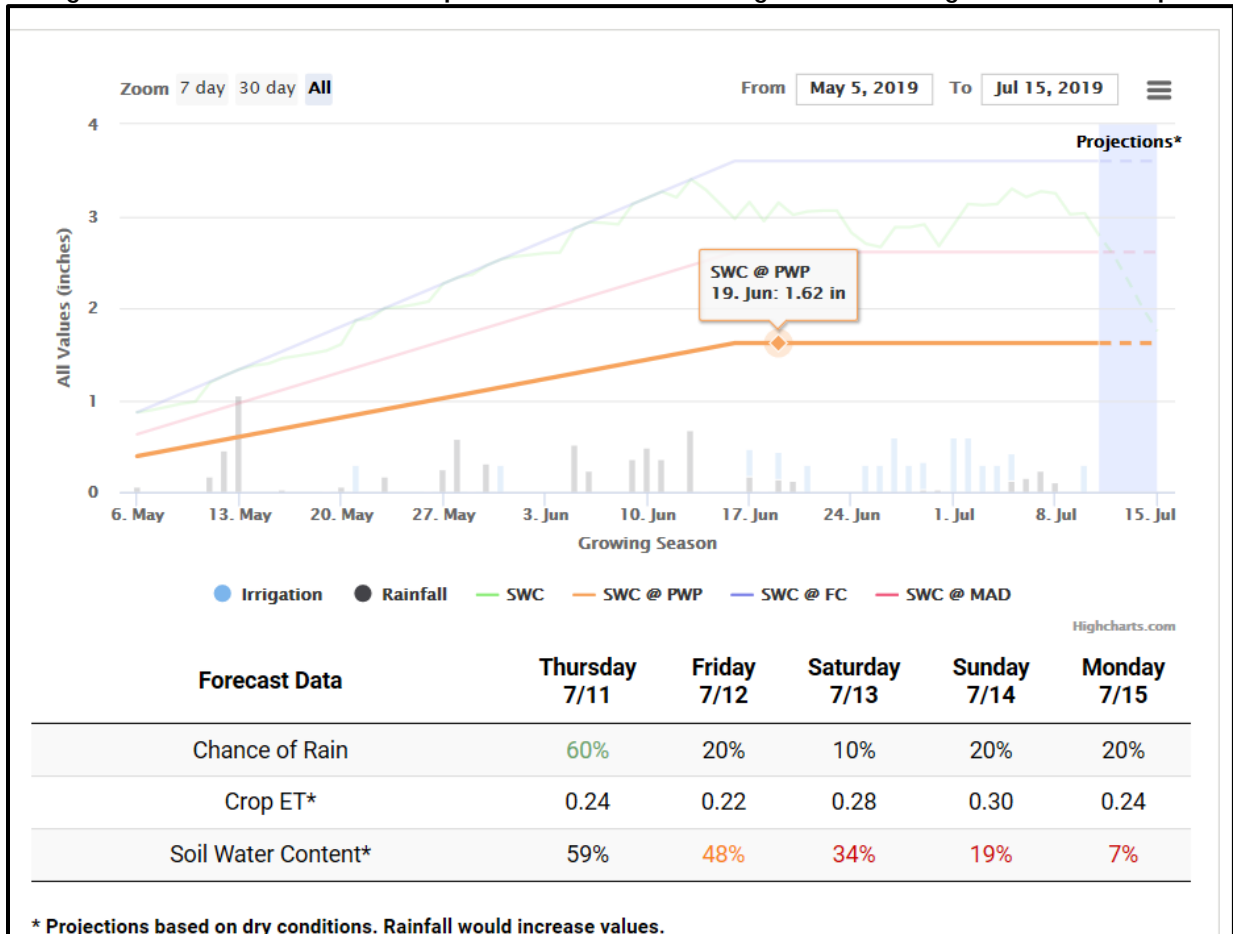 Zoom 7 day 30 day All From May 5, 2019 To Jul 15, 2019
4
Projections*
3
SWC @ PWP
19. Jun: 1.62 in
2
All Values (inches)
1
0
6. May 13. May 20. May 27. May 3. Jun 10. Jun 17. Jun 24. Jun 1. Jul 8. Jul 15. Jul
Growing Season
Irrigation Rainfall SWC SWC @ PWP SWC @ FC SWC @ MAD
Highcharts.com
Forecast Data Thursday 7/11 Friday 7/12 Saturday 7/13 Sunday 7/14 Monday 7/15
Chance of Rain 60% 20% 10% 20% 20%
Crop ET* 0.24 0.22 0.28 0.30 0.24
Soil Water Content* 59% 48% 34% 19% 7%
* Projections based on dry conditions. Rainfall would increase values.